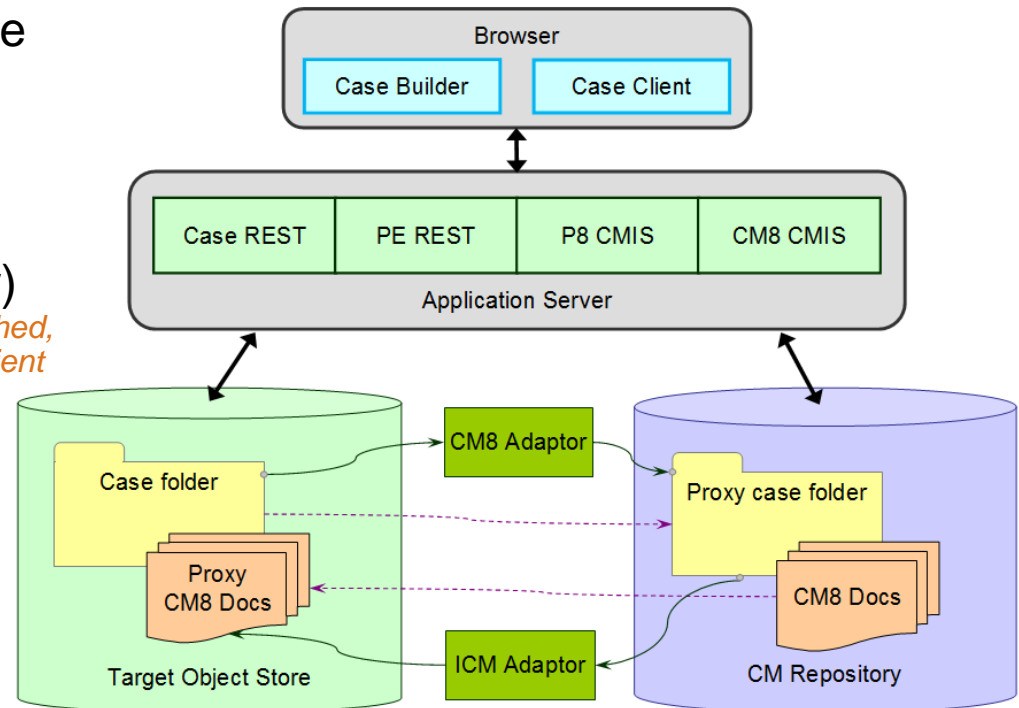 e
Browser
Case Builder
Case Client
Case REST
PE REST
P8 CMIS
CM8 CMIS
Application Server
)
hed,
ient
CM8 Adaptor
Case folder
Proxy case folder
Proxy
CM8 Docs
CM8 Docs
ICM Adaptor
Target Object Store
CM Repository